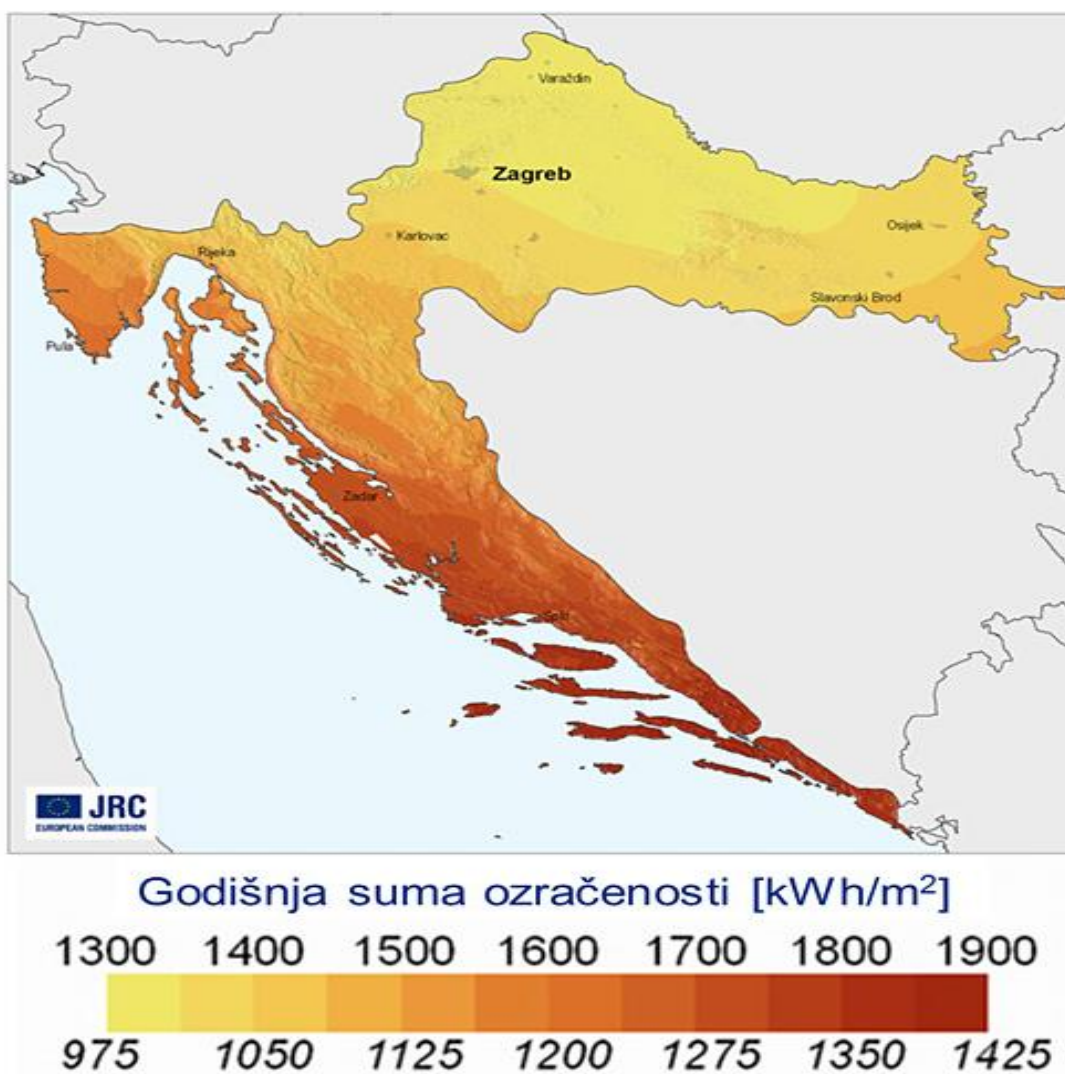 Varaždin
Zagreb
Karlovac
Osijek
Rijeka
Slavonski Brod
Pula
Zadar
Split
JRC
EUROPEAN COMMISSION
Godišnja suma ozračenosti [kWh/m²]
1300 1400 1500 1600 1700 1800 1900
975 1050 1125 1200 1275 1350 1425